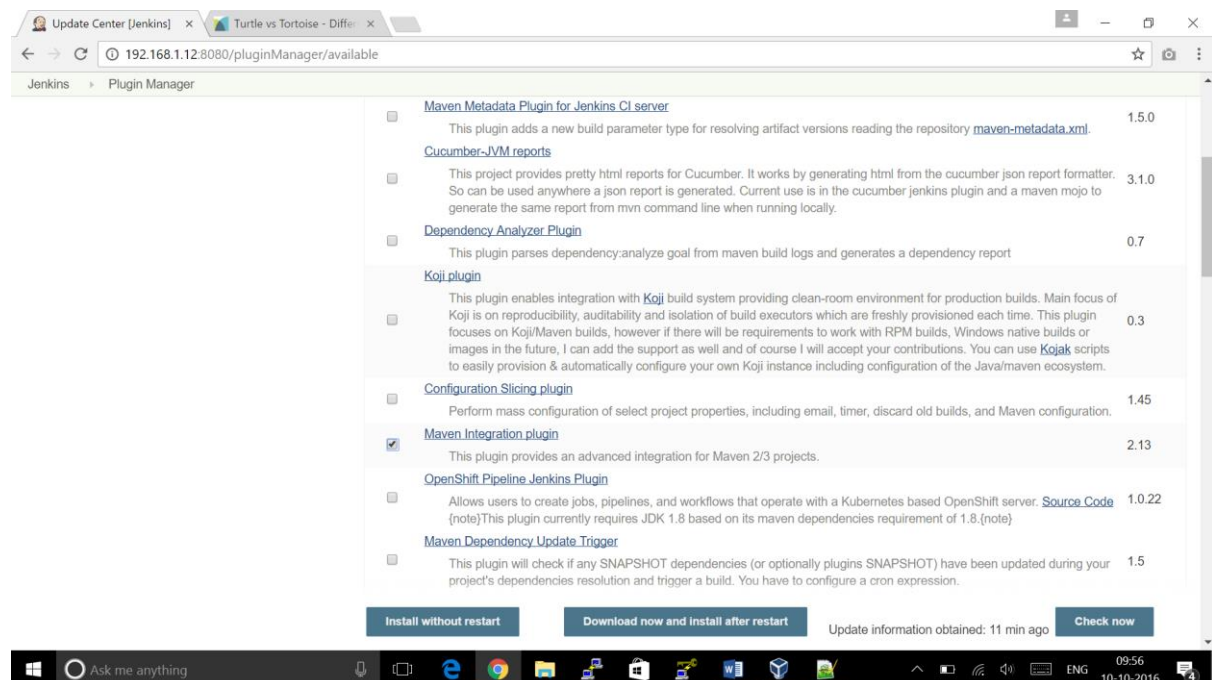 Update Center [Jenkins]
Turtle vs Tortoise - Differ
192.168.1.12:8080/pluginManager/available
Jenkins
Plugin Manager
Maven Metadata Plugin for Jenkins CI server
This plugin adds a new build parameter type for resolving artifact versions reading the repository maven-metadata.xml.
1.5.0
Cucumber-JVM reports
This project provides pretty html reports for Cucumber. It works by generating html from the cucumber json report formatter.
So can be used anywhere a json report is generated. Current use is in the cucumber jenkins plugin and a maven mojo to
generate the same report from mvn command line when running locally.
3.1.0
Dependency Analyzer Plugin
This plugin parses dependency:analyze goal from maven build logs and generates a dependency report
0.7
Koji plugin
This plugin enables integration with Koji build system providing clean-room environment for production builds. Main focus of
Koji is on reproducibility, auditability and isolation of build executors which are freshly provisioned each time. This plugin
focuses on Koji/Maven builds, however if there will be requirements to work with RPM builds, Windows native builds or
images in the future, I can add the support as well and of course I will accept your contributions. You can use Kojak scripts
to easily provision & automatically configure your own Koji instance including configuration of the Java/maven ecosystem.
0.3
Configuration Slicing plugin
Perform mass configuration of select project properties, including email, timer, discard old builds, and Maven configuration.
1.45
Maven Integration plugin
This plugin provides an advanced integration for Maven 2/3 projects.
2.13
OpenShift Pipeline Jenkins Plugin
Allows users to create jobs, pipelines, and workflows that operate with a Kubernetes based OpenShift server. Source Code
{note}This plugin currently requires JDK 1.8 based on its maven dependencies requirement of 1.8.{note}
1.0.22
Maven Dependency Update Trigger
This plugin will check if any SNAPSHOT dependencies (or optionally plugins SNAPSHOT) have been updated during your
project's dependencies resolution and trigger a build. You have to configure a cron expression.
1.5
Install without restart
Download now and install after restart
Update information obtained: 11 min ago
Check now
Ask me anything
ENG
09:56
10-10-2016
4